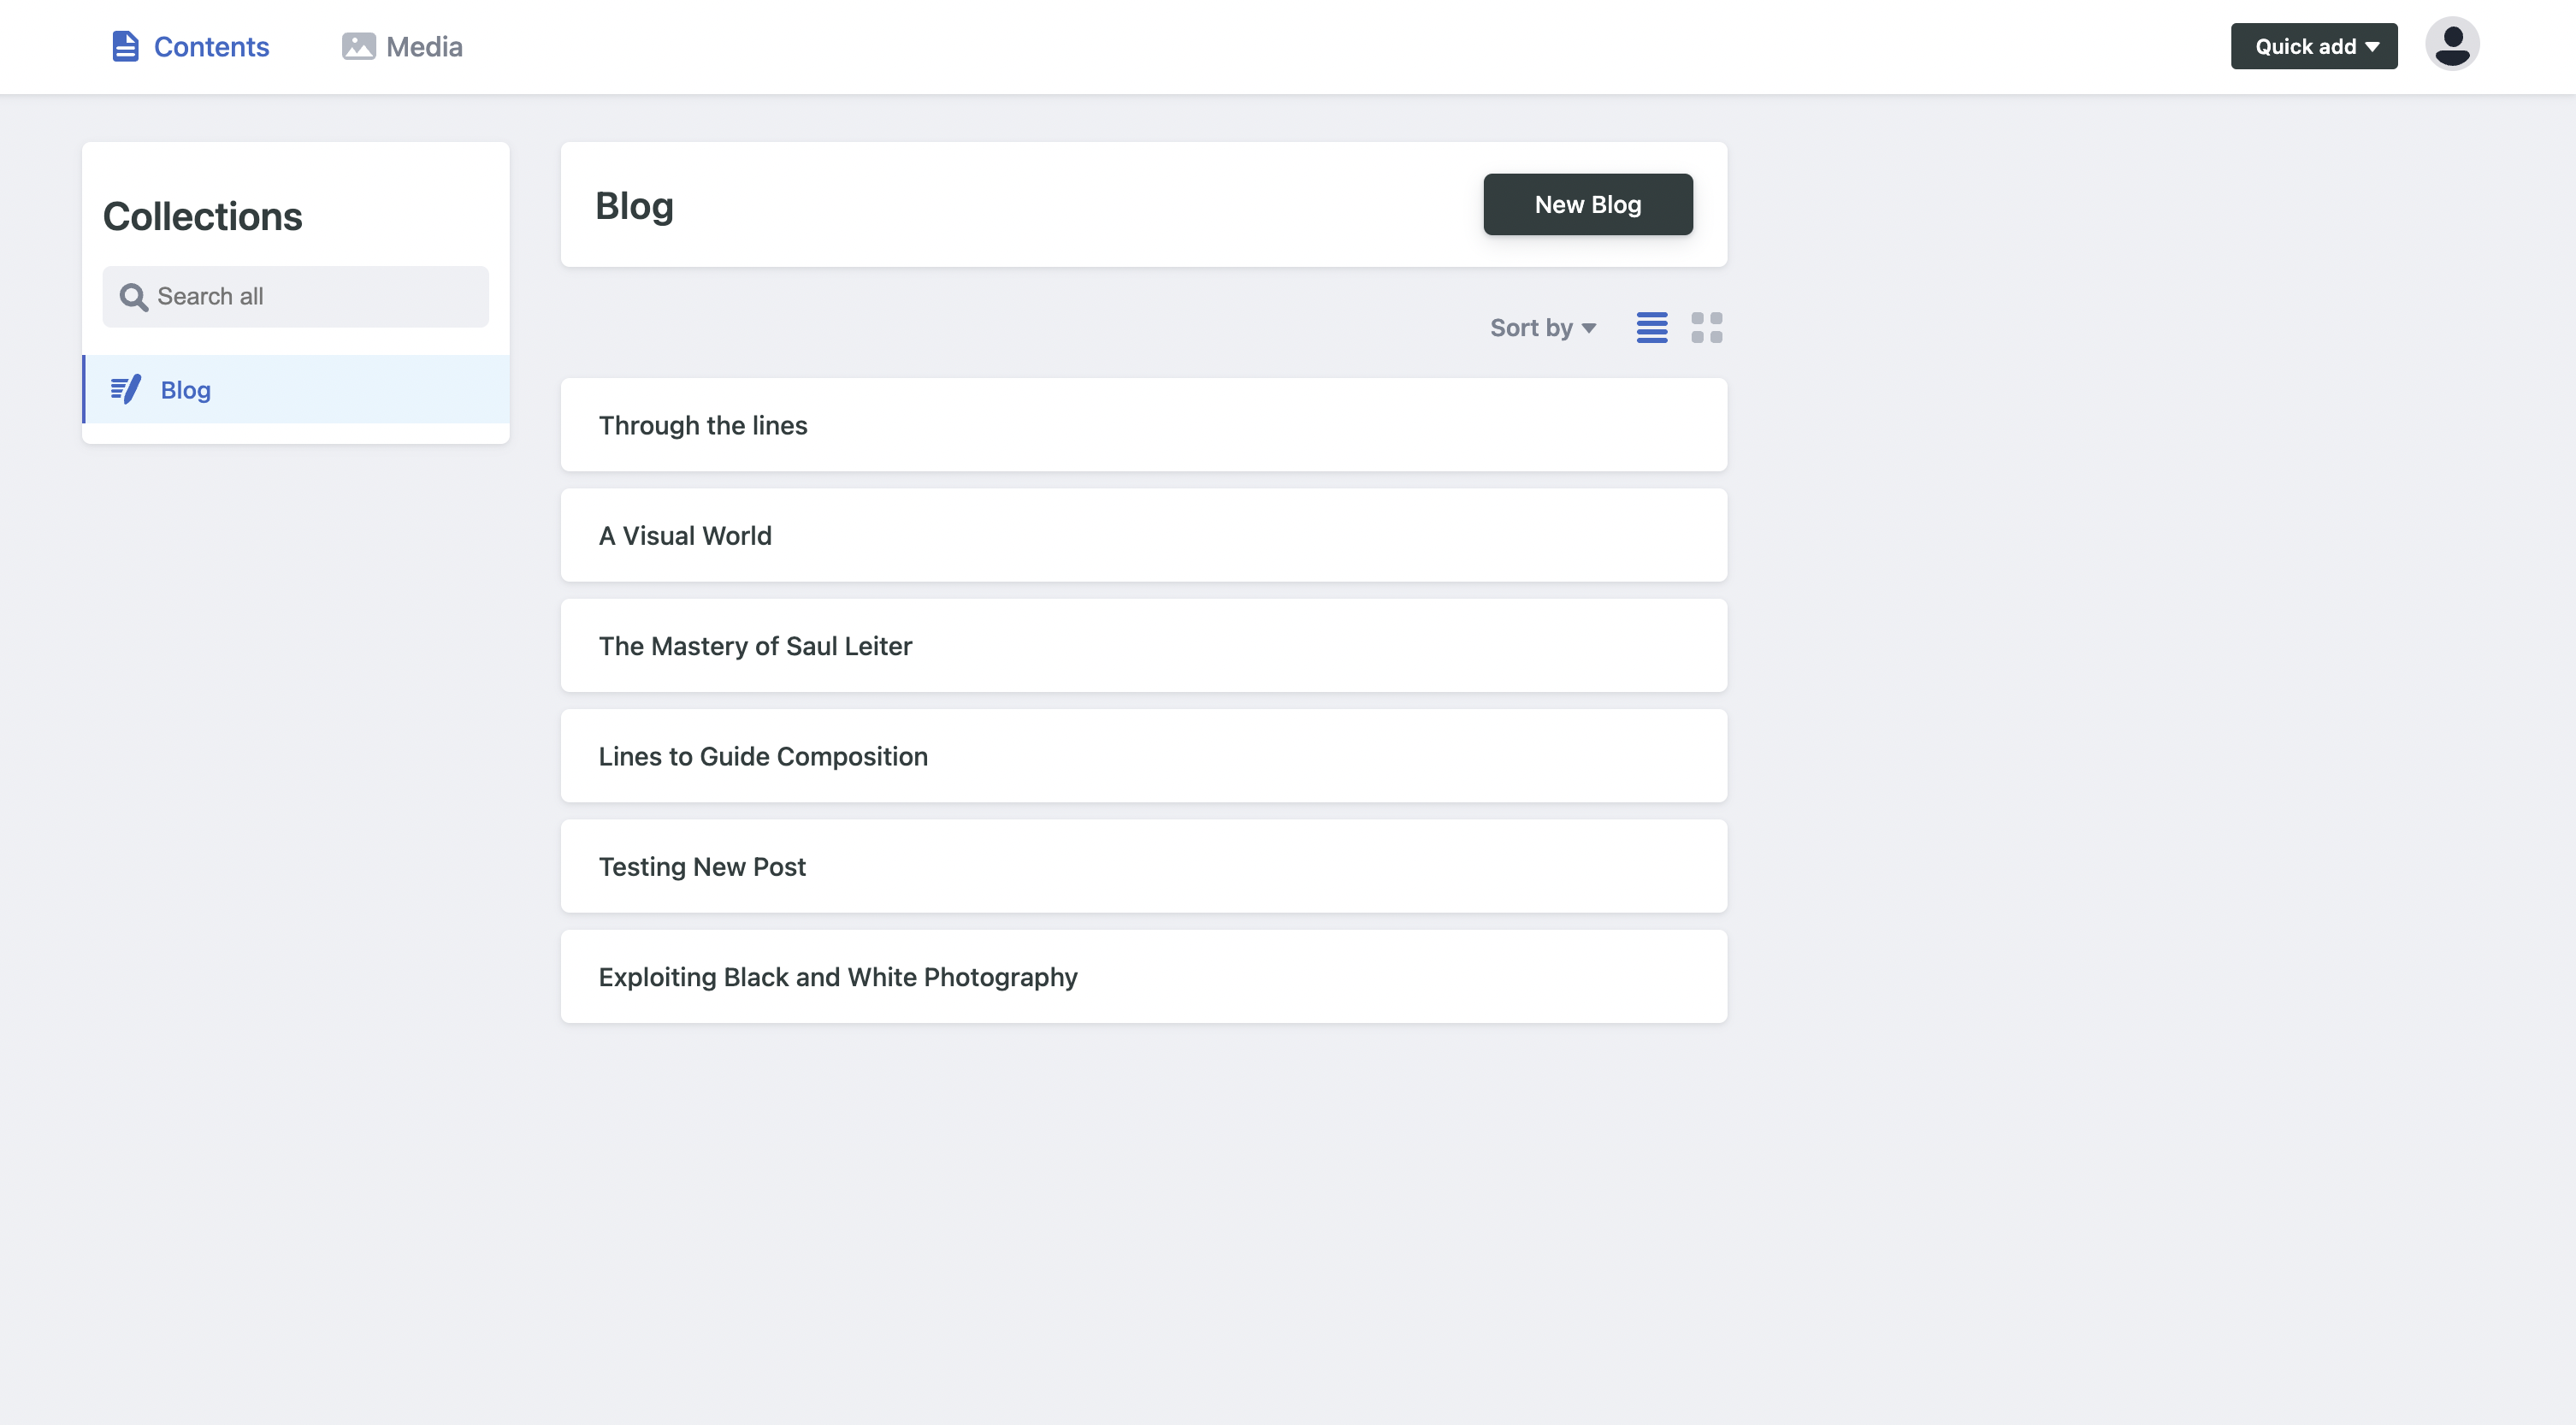 Contents
Media
Quick add
Collections
Search all
Blog
Blog
New Blog
Sort by
Through the lines
A Visual World
The Mastery of Saul Leiter
Lines to Guide Composition
Testing New Post
Exploiting Black and White Photography